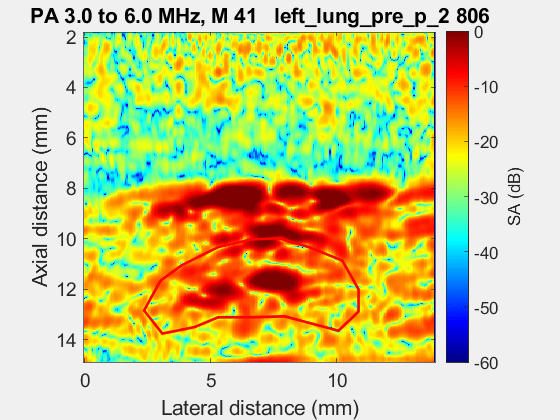 PA 3.0 to 6.0 MHz, M 41 left_lung_pre_p_2 806
2
4
6
8
10
12
14
Axial distance (mm)
0 5 10
Lateral distance (mm)
0
-10
-20
-30
-40
-50
-60
SA (dB)